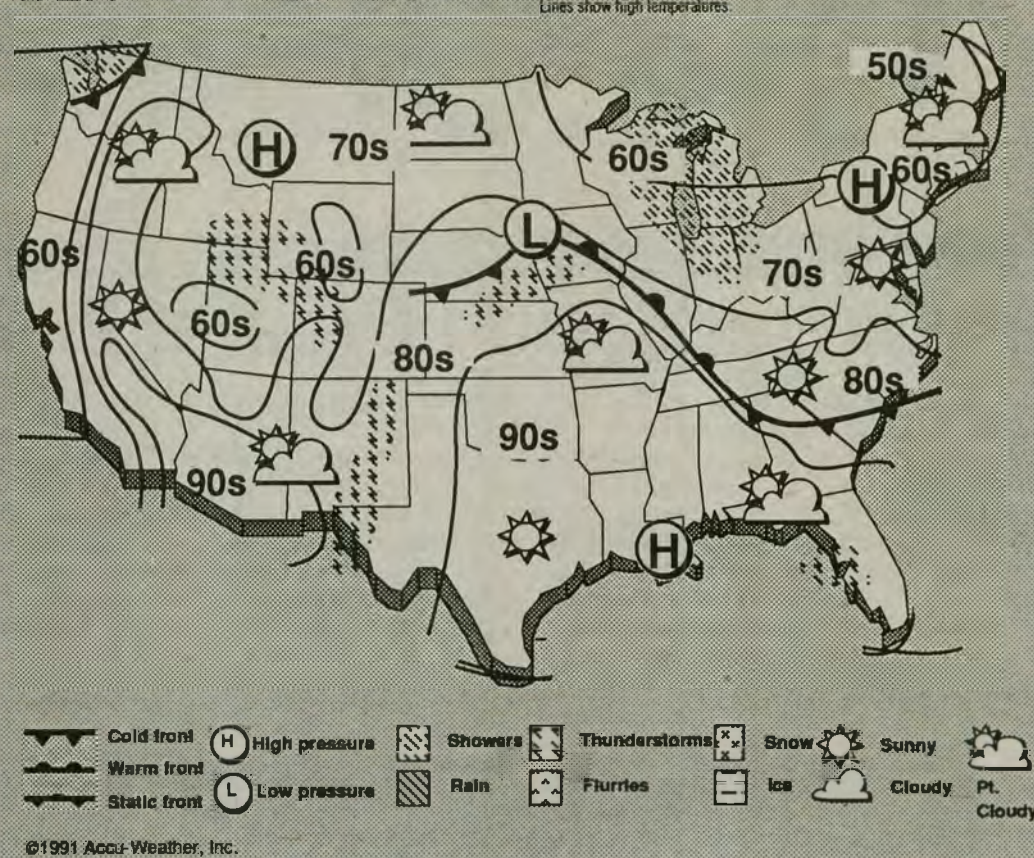 Lines show high temperatures.
50s
H
70s
60s
H
60s
L
60s
60s
70s
60s
80s
80s
90s
90s
H
Cold front
H
High pressure
Showers
Thunderstorms
Snow
Sunny
Warm front
L
Low pressure
Rain
Flurries
Ice
Cloudy
Pt.
Cloudy
Static front
©1991 Accu-Weather, Inc.